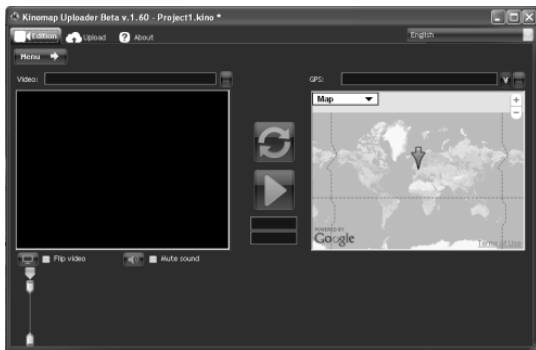 Kinomap Uploader Beta v.1.60 - Project1.kino *
Edition Upload ? About English
Menu
Video: GPS: V
Map
+
-
POWERED BY
Google
Terms of Use
Flip video Mute sound